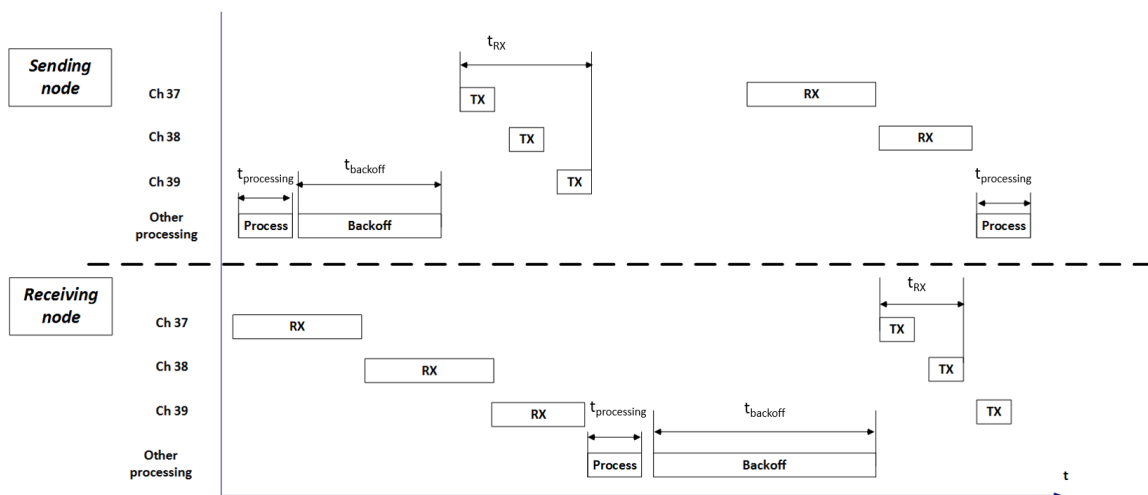 Sending
node
t_RX
Ch 37
TX
RX
Ch 38
TX
RX
Ch 39
TX
t_processing
t_backoff
t_processing
Other
processing
Process
Backoff
Process
Receiving
node
t_RX
Ch 37
RX
TX
Ch 38
RX
TX
Ch 39
RX
TX
t_processing
t_backoff
Other
processing
Process
Backoff
t